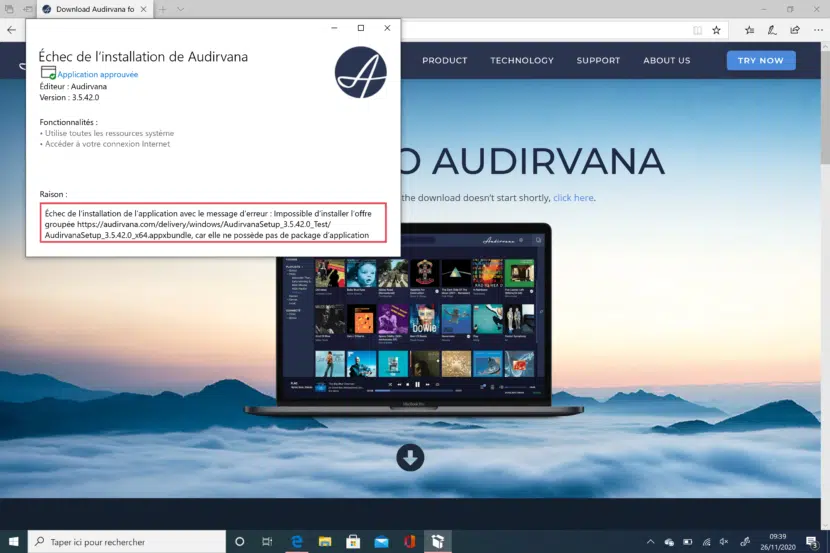 Download Audirvana fo
Échec de l'installation de Audirvana
Application approuvée
Éditeur : Audirvana
Version : 3.5.42.0
Fonctionnalités :
• Utilise toutes les ressources système
• Accéder à votre connexion Internet
Raison :
Échec de l'installation de l'application avec le message d'erreur : Impossible d'installer l'offre
groupée https://audirvana.com/delivery/windows/AudirvanaSetup_3.5.42.0_Test/
AudirvanaSetup_3.5.42.0_x64.appxbundle, car elle ne possède pas de package d'application
PRODUCT TECHNOLOGY SUPPORT ABOUT US TRY NOW
O AUDIRVANA
the download doesn't start shortly, click here.
Audirvana
bowie
MacBook Pro
Taper ici pour rechercher
09:39
26/11/2020
3